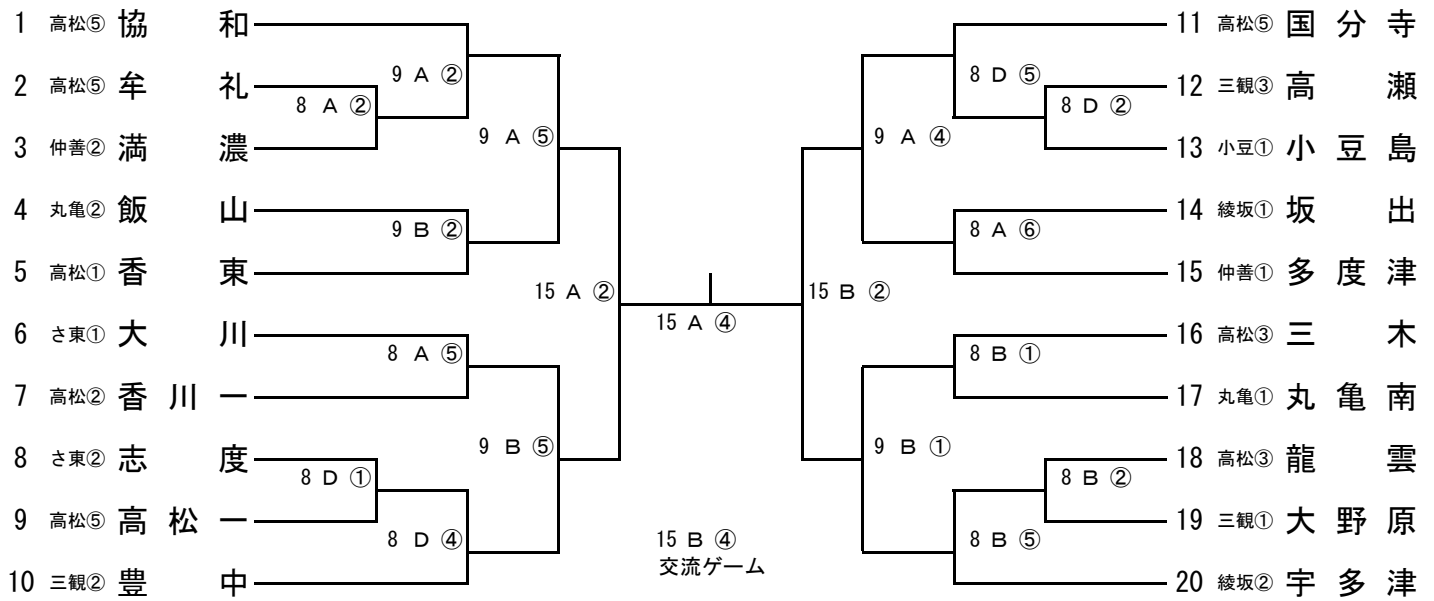 1 高松⑤ 協 和 11 高松⑤ 国 分 寺
9 A ② 8 D ⑤
2 高松⑤ 牟 礼 12 三観③ 高 瀬
8 A ② 8 D ②
9 A ⑤ 9 A ④
3 仲善② 満 濃 13 小豆① 小 豆 島
4 丸亀② 飯 山 14 綾坂① 坂 出
9 B ② 8 A ⑥
5 高松① 香 東 15 仲善① 多 度 津
15 A ② 15 B ②
15 A ④
6 さ東① 大 川 16 高松③ 三 木
8 A ⑤ 8 B ①
7 高松② 香 川 一 17 丸亀① 丸 亀 南
9 B ⑤ 9 B ①
8 さ東② 志 度 18 高松③ 龍 雲
8 D ① 8 B ②
9 高松⑤ 高 松 一 19 三観① 大 野 原
8 D ④ 15 B ④ 8 B ⑤
交流ゲーム
10 三観② 豊 中 20 綾坂② 宇 多 津